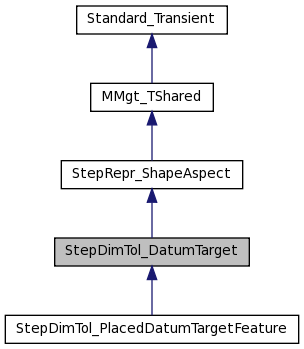 Standard_Transient
MMgt_TShared
StepRepr_ShapeAspect
StepDimTol_DatumTarget
StepDimTol_PlacedDatumTargetFeature